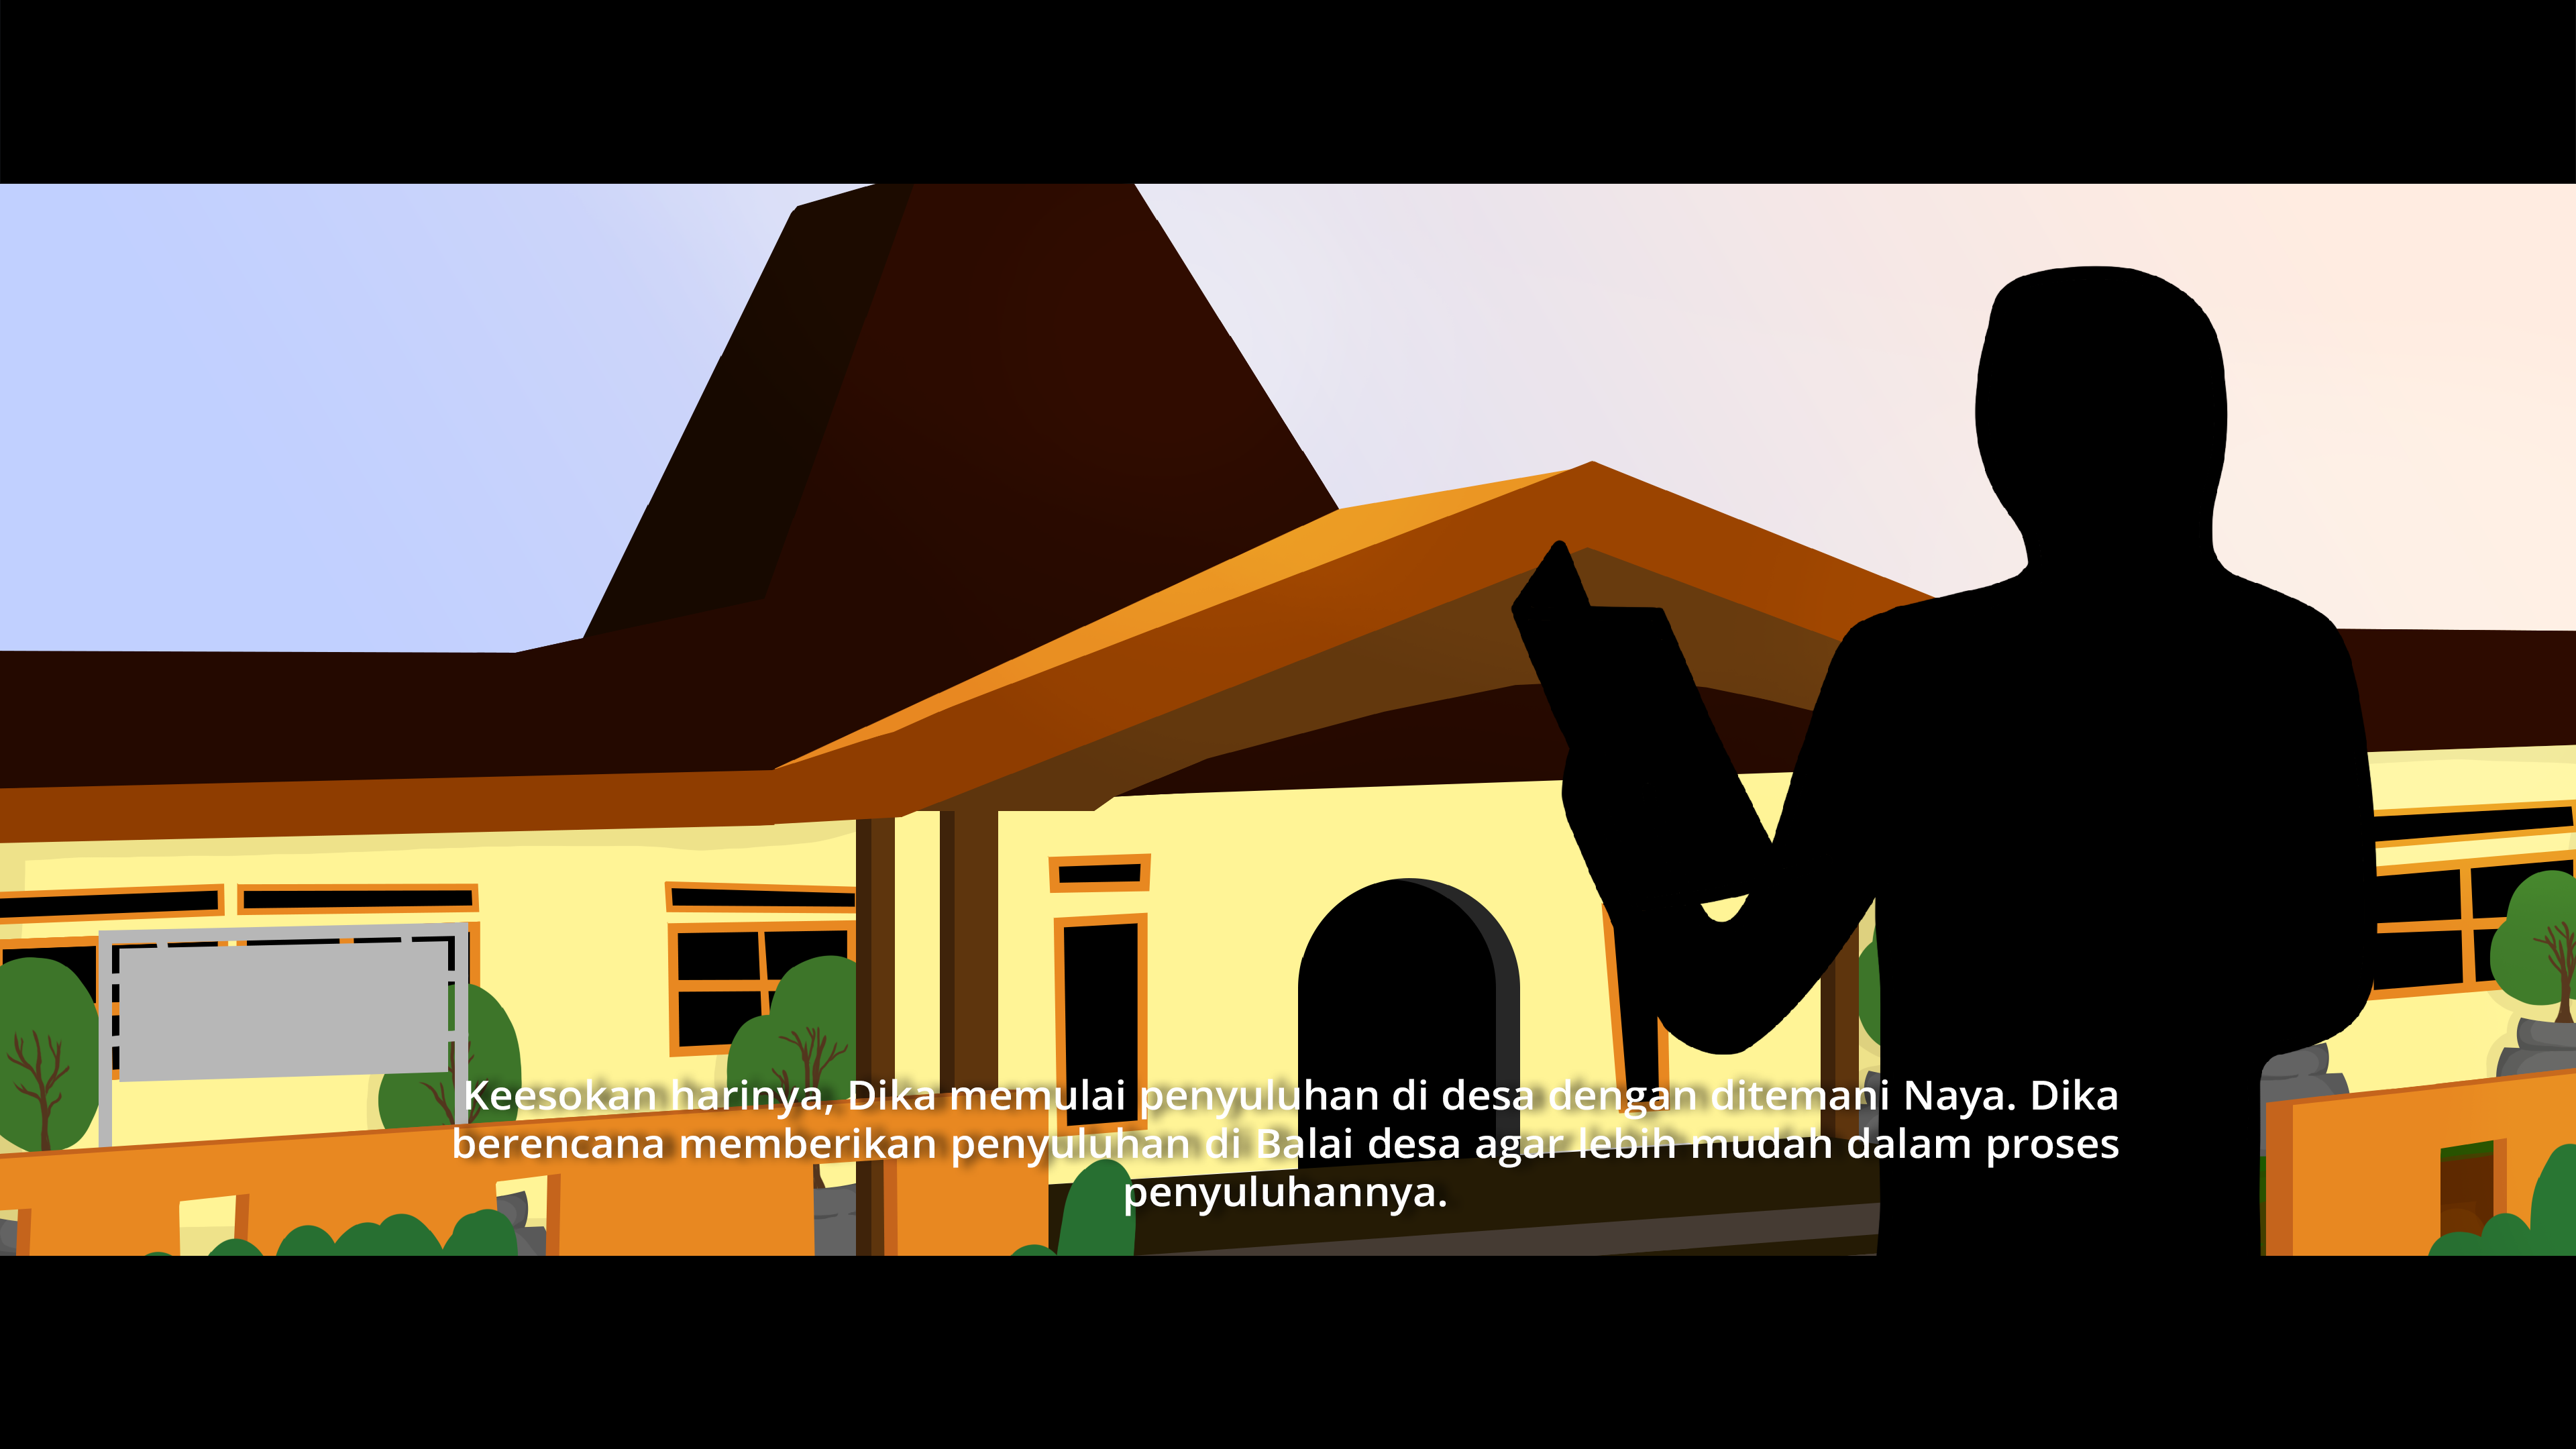 Keesokan harinya, Dika memulai penyuluhan di desa dengan ditemani Naya. Dika
berencana memberikan penyuluhan di Balai desa agar lebih mudah dalam proses
penyuluhannya.